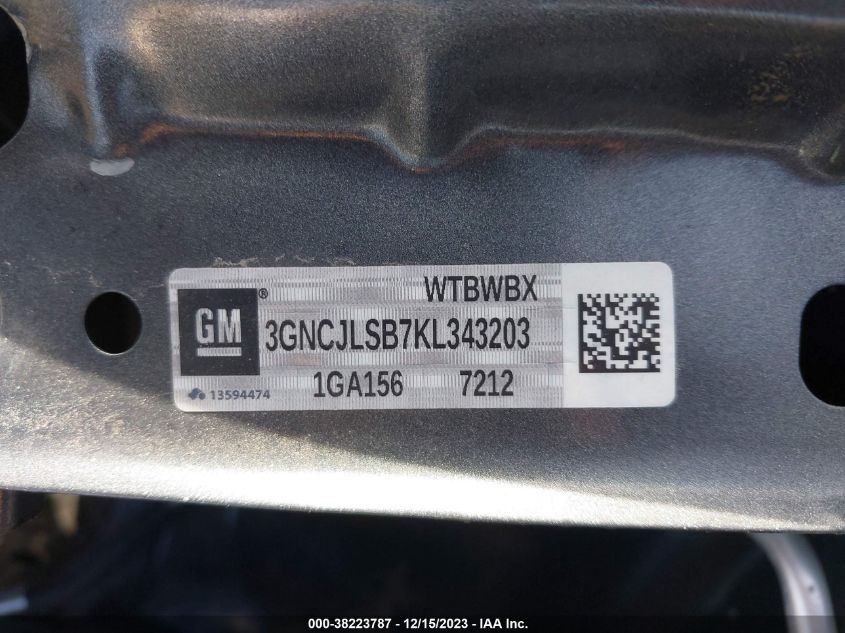 WTBWBX
GM ®
3GNCJLSB7KL343203
1GA156 7212
13594474
000-38223787 - 12/15/2023 - IAA Inc.